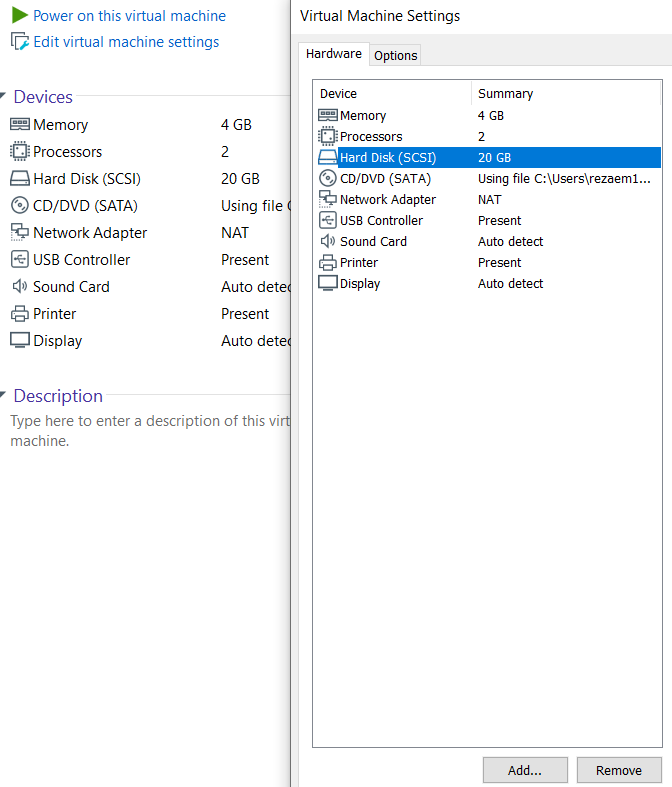 Power on this virtual machine
Edit virtual machine settings
Devices
Memory 4 GB
Processors 2
Hard Disk (SCSI) 20 GB
CD/DVD (SATA) Using file
Network Adapter NAT
USB Controller Present
Sound Card Auto detec
Printer Present
Display Auto detec
Description
Type here to enter a description of this virt
machine.
Virtual Machine Settings
Hardware Options
Device Summary
Memory 4 GB
Processors 2
Hard Disk (SCSI) 20 GB
CD/DVD (SATA) Using file C:\Users\rezaem1...
Network Adapter NAT
USB Controller Present
Sound Card Auto detect
Printer Present
Display Auto detect
Add... Remove